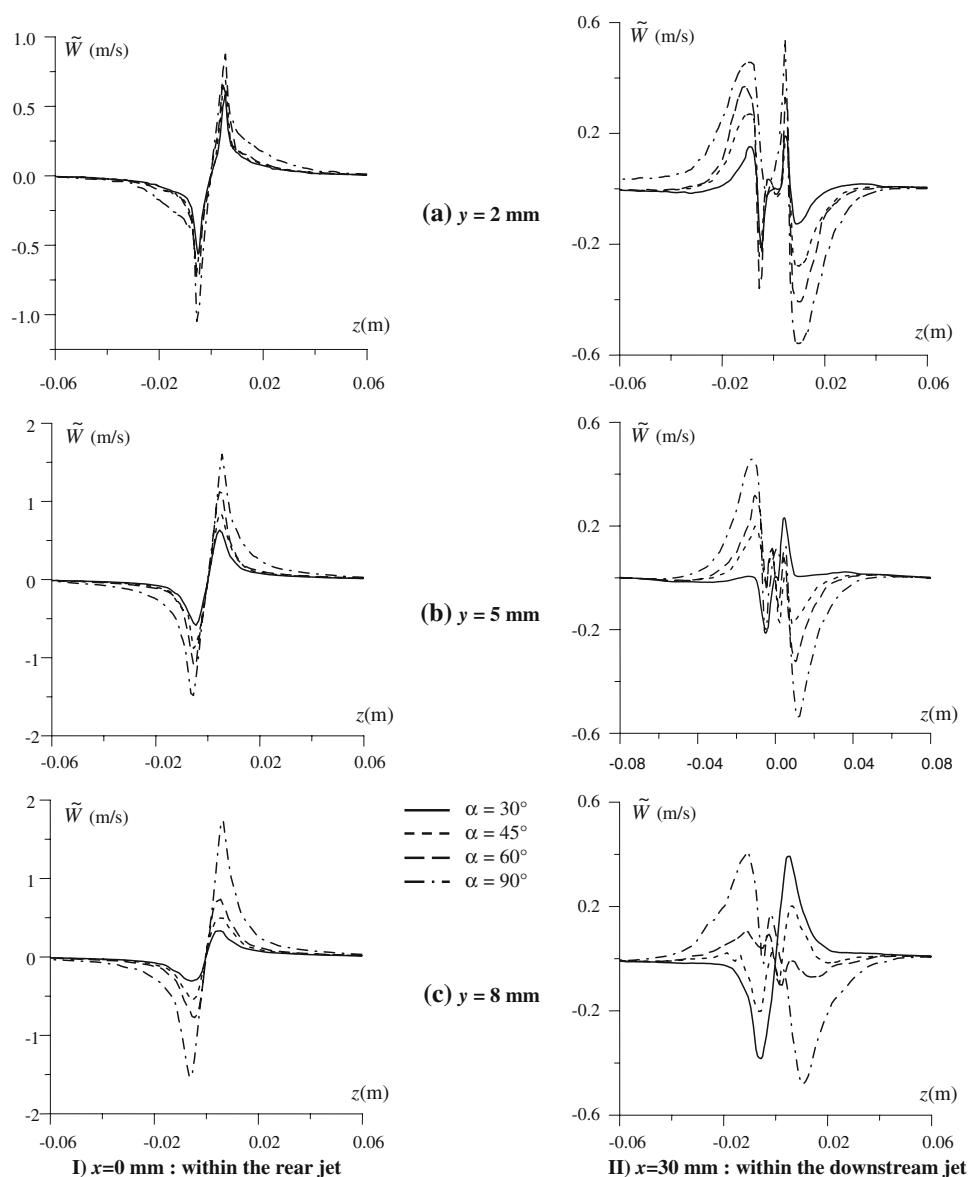 W̃ (m/s)
1.0
0.5
0.0
-0.5
-1.0
z(m)
-0.06 -0.02 0.02 0.06
(a) y = 2 mm
0.6
W̃ (m/s)
0.2
-0.2
-0.6
z(m)
-0.06 -0.02 0.02 0.06
2
W̃ (m/s)
1
0
-1
-2
z(m)
-0.06 -0.02 0.02 0.06
(b) y = 5 mm
0.6
W̃ (m/s)
0.2
-0.2
-0.6
z(m)
-0.08 -0.04 0.00 0.04 0.08
2
W̃ (m/s)
1
0
-1
-2
z(m)
-0.06 -0.02 0.02 0.06
α = 30°
α = 45°
α = 60°
α = 90°
(c) y = 8 mm
0.6
W̃ (m/s)
0.2
-0.2
-0.6
z(m)
-0.06 -0.02 0.02 0.06
I) x=0 mm : within the rear jet
II) x=30 mm : within the downstream jet